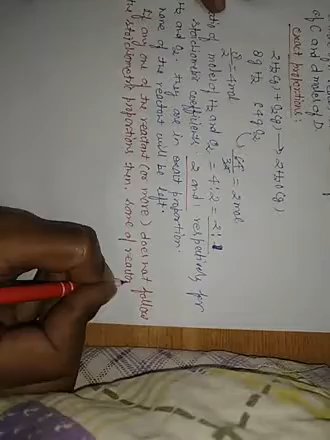 of C and d moles of D
exact proportions:
2H2(g) + O2(g) → 2H2O(g)
8g H2 64g O2
8/2 = 4mol 64/32 = 2mol
of moles of H2 and O2 = 4:2 = 2:1
stoichiometric coefficients 2 and respectively for
H2 and O2. they are in exact proportion.
none of the reactant will be left.
If any one of the reactant (or more) does not follow
the stoichiometric proportions then, some of reactan